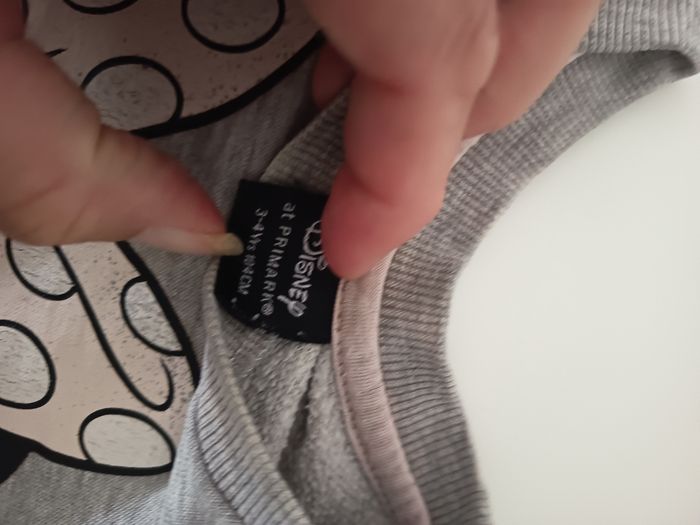 Disney
at PRIMARK®
3-4Yrs 104CM